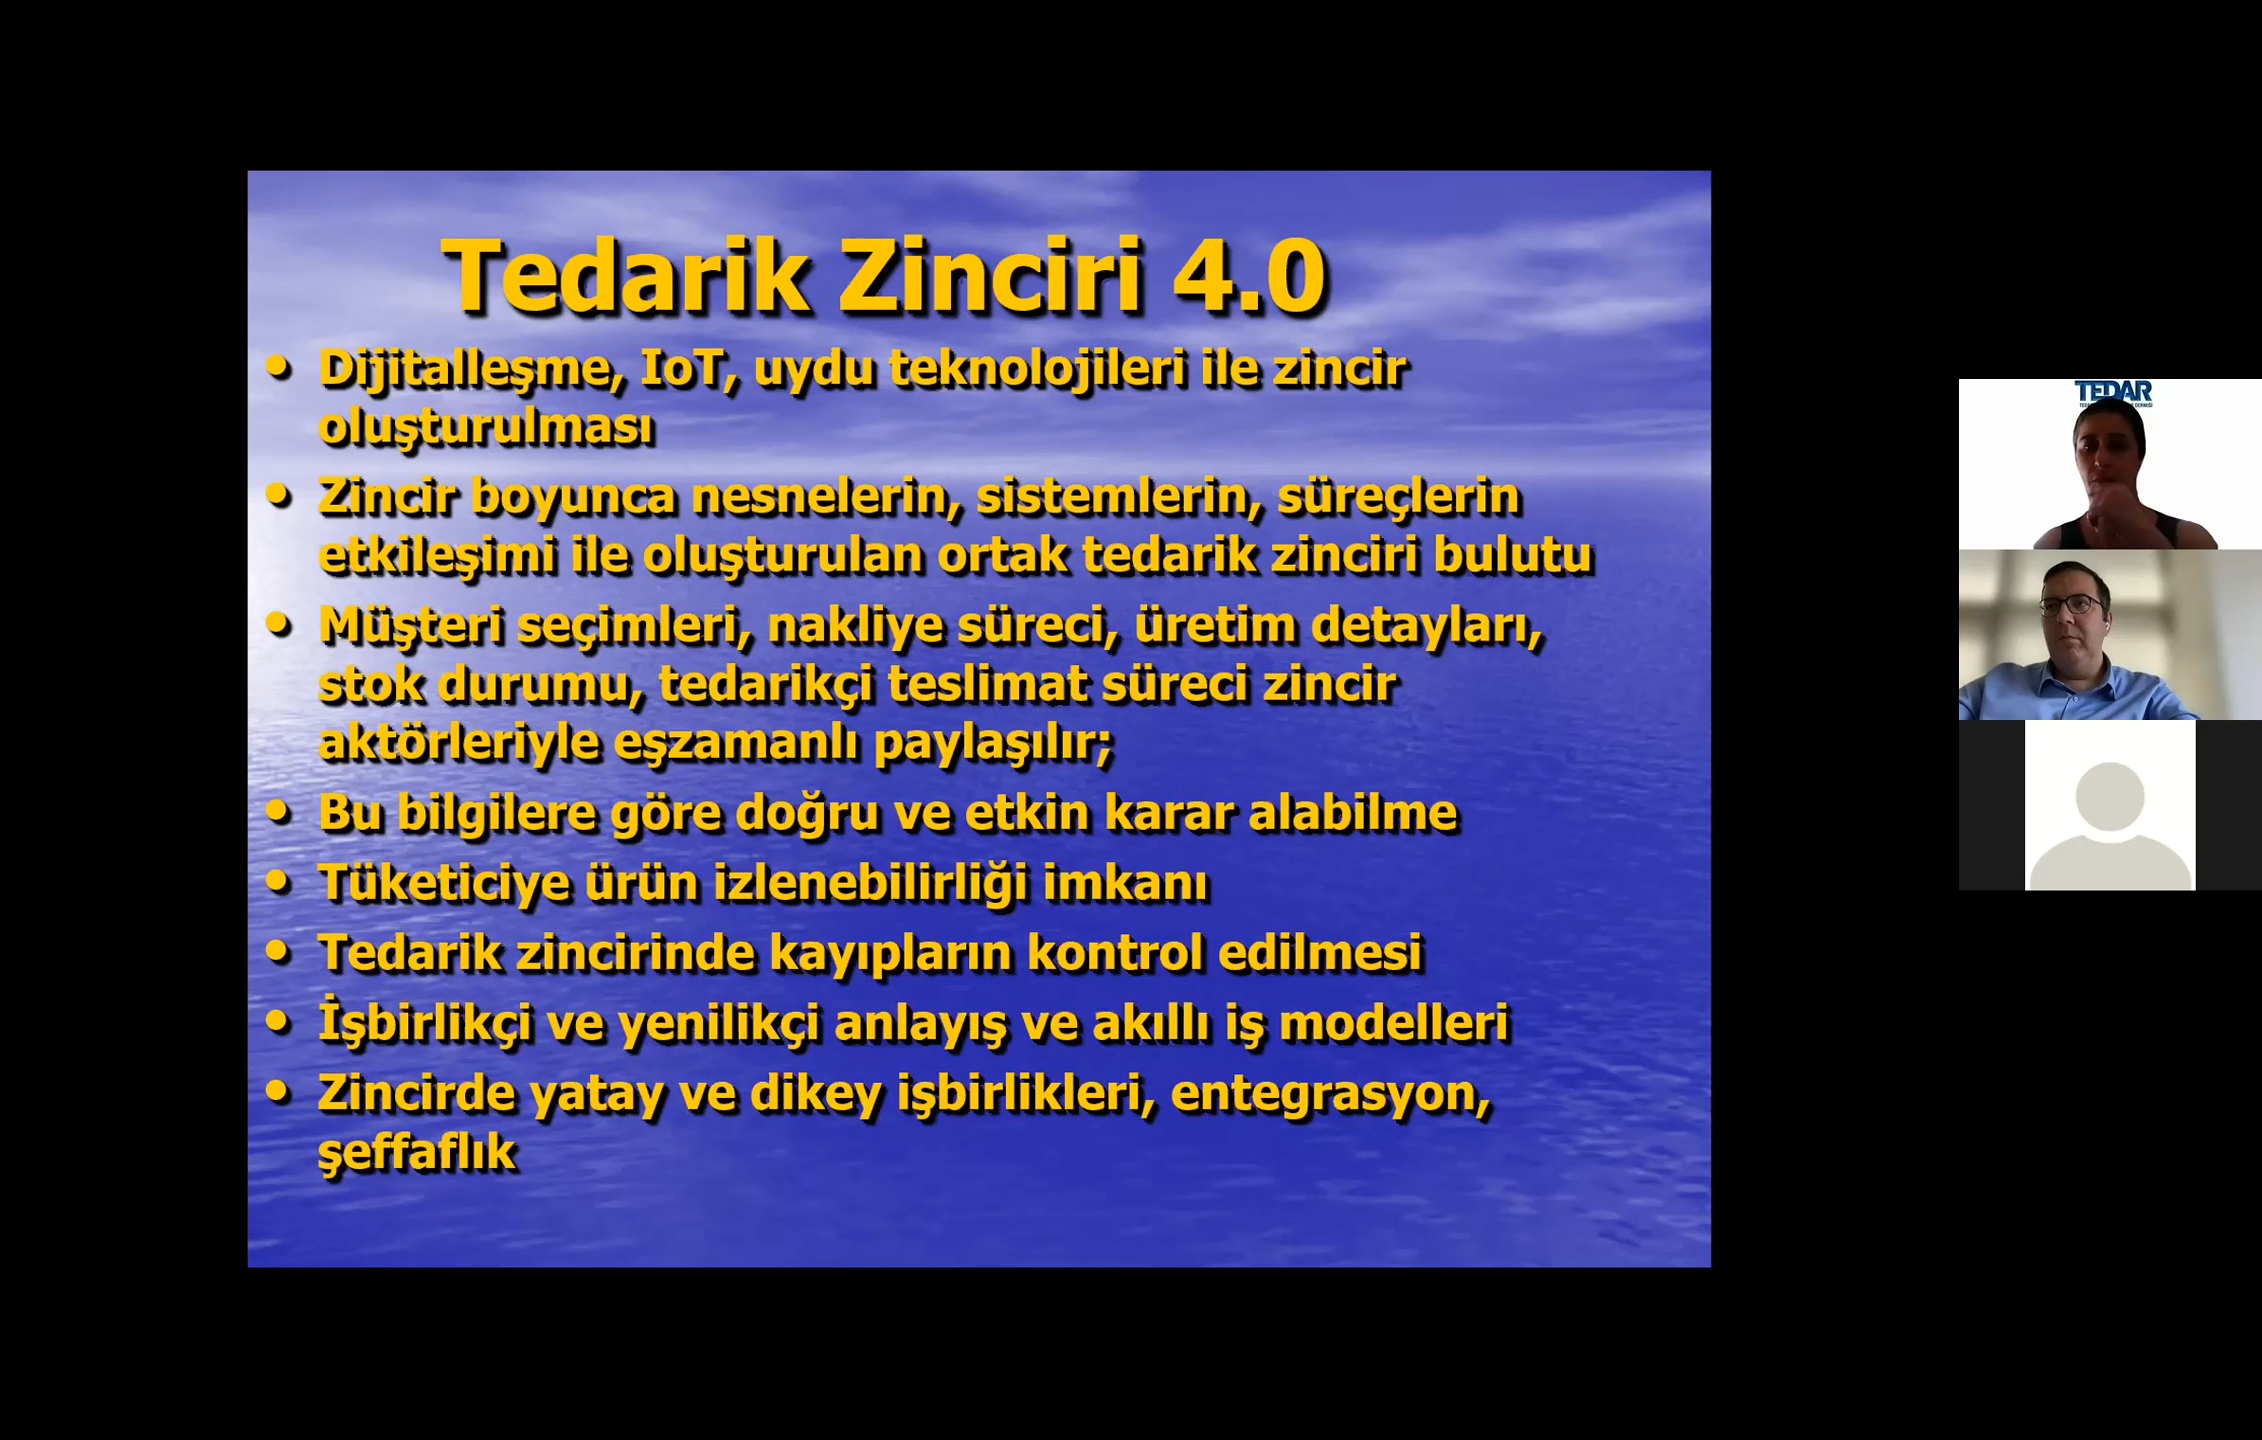 Tedarik Zinciri 4.0
• Dijitalleşme, IoT, uydu teknolojileri ile zincir
oluşturulması
• Zincir boyunca nesnelerin, sistemlerin, süreçlerin
etkileşimi ile oluşturulan ortak tedarik zinciri bulutu
• Müşteri seçimleri, nakliye süreci, üretim detayları,
stok durumu, tedarikçi teslimat süreci zincir
aktörleriyle eşzamanlı paylaşılır;
• Bu bilgilere göre doğru ve etkin karar alabilme
• Tüketiciye ürün izlenebilirliği imkanı
• Tedarik zincirinde kayıpların kontrol edilmesi
• İşbirlikçi ve yenilikçi anlayış ve akıllı iş modelleri
• Zincirde yatay ve dikey işbirlikleri, entegrasyon,
şeffaflık
TEDAR